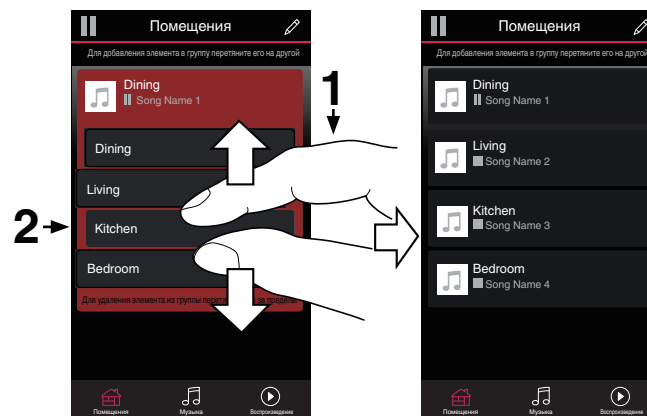 Помещения
Для добавления элемента в группу перетяните его на другой
Dining
Song Name 1
Dining
Living
Kitchen
Bedroom
Для удаления элемента из группы за пределы
Помещения
Музыка
Воспроизведение
1
2
Помещения
Для добавления элемента в группу перетяните его на другой
Dining
Song Name 1
Living
Song Name 2
Kitchen
Song Name 3
Bedroom
Song Name 4
Помещения
Музыка
Воспроизведение